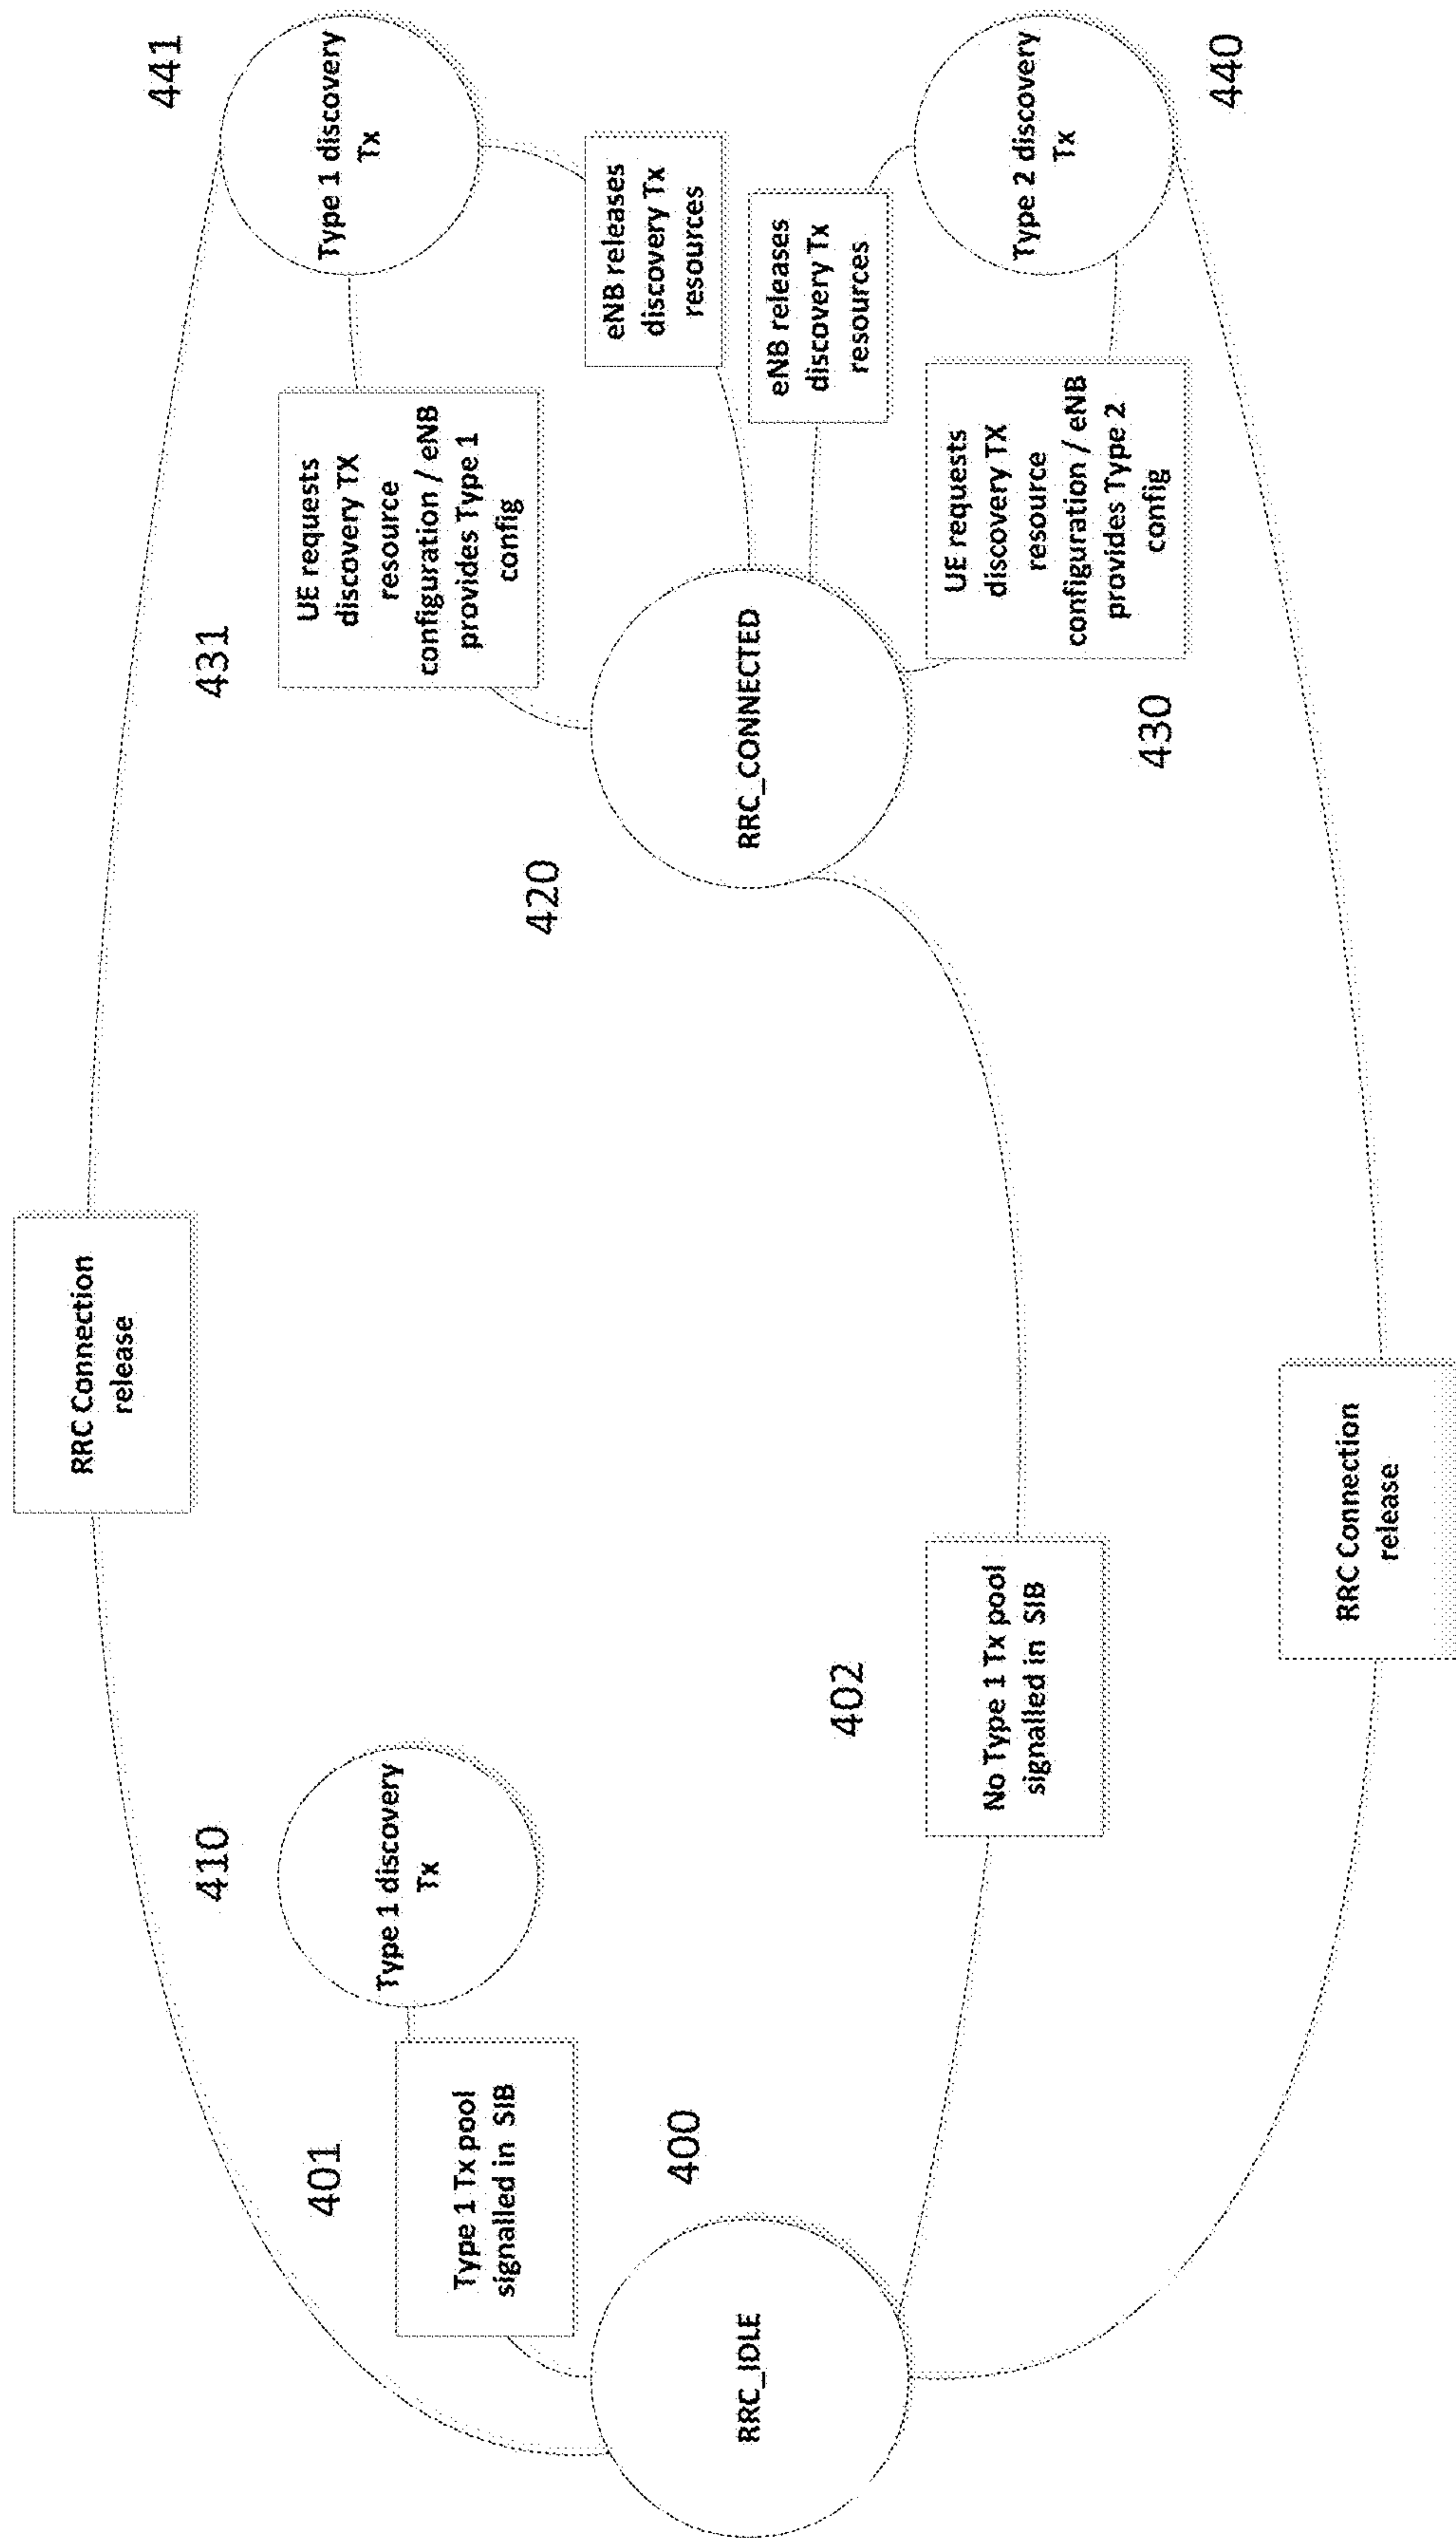 RRC Connection
release
441
431
Type 1 discovery
Tx
410
UE requests
discovery TX
resource
configuration / eNB
provides Type 1
config
401
Type 1 discovery
Tx
eNB releases
discovery Tx
resources
Type 1 Tx pool
signalled in SIB
420
400
RRC_IDLE
RRC_CONNECTED
eNB releases
discovery Tx
resources
402
No Type 1 Tx pool
signalled in SIB
UE requests
discovery TX
resource
configuration / eNB
provides Type 2
config
Type 2 discovery
Tx
430
440
RRC Connection
release